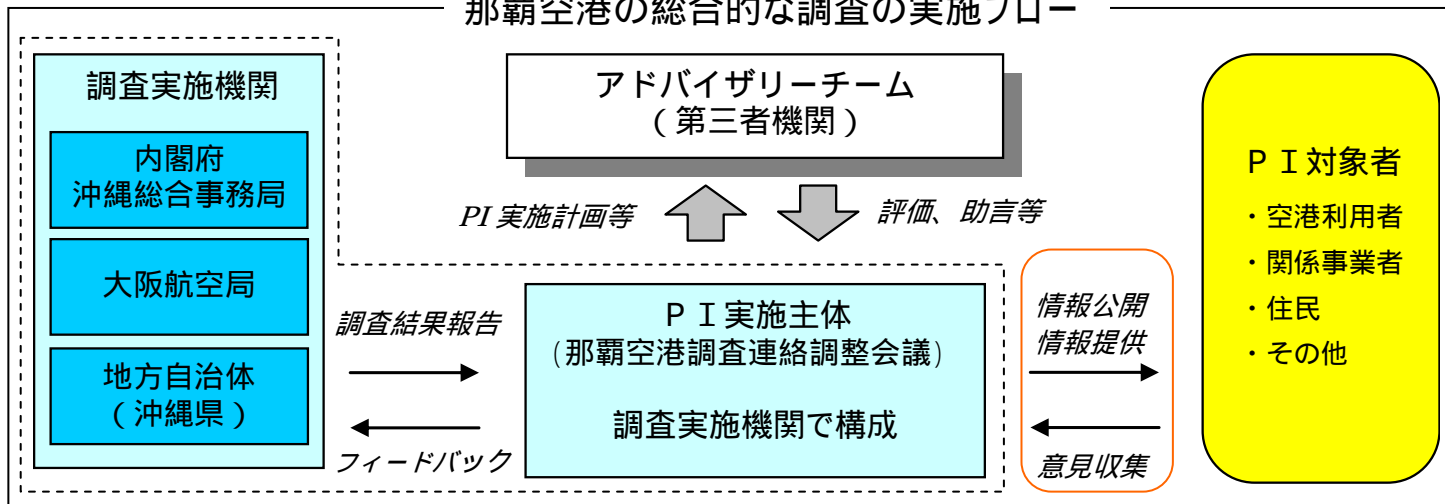 那覇空港の総合的な調査の実施フロー
調査実施機関
内閣府
沖縄総合事務局
大阪航空局
地方自治体
（沖縄県）
アドバイザリーチーム
（第三者機関）
PI 実施計画等
評価、助言等
調査結果報告
フィードバック
ＰＩ実施主体
(那覇空港調査連絡調整会議)
調査実施機関で構成
情報公開
情報提供
意見収集
ＰＩ対象者
・空港利用者
・関係事業者
・住民
・その他